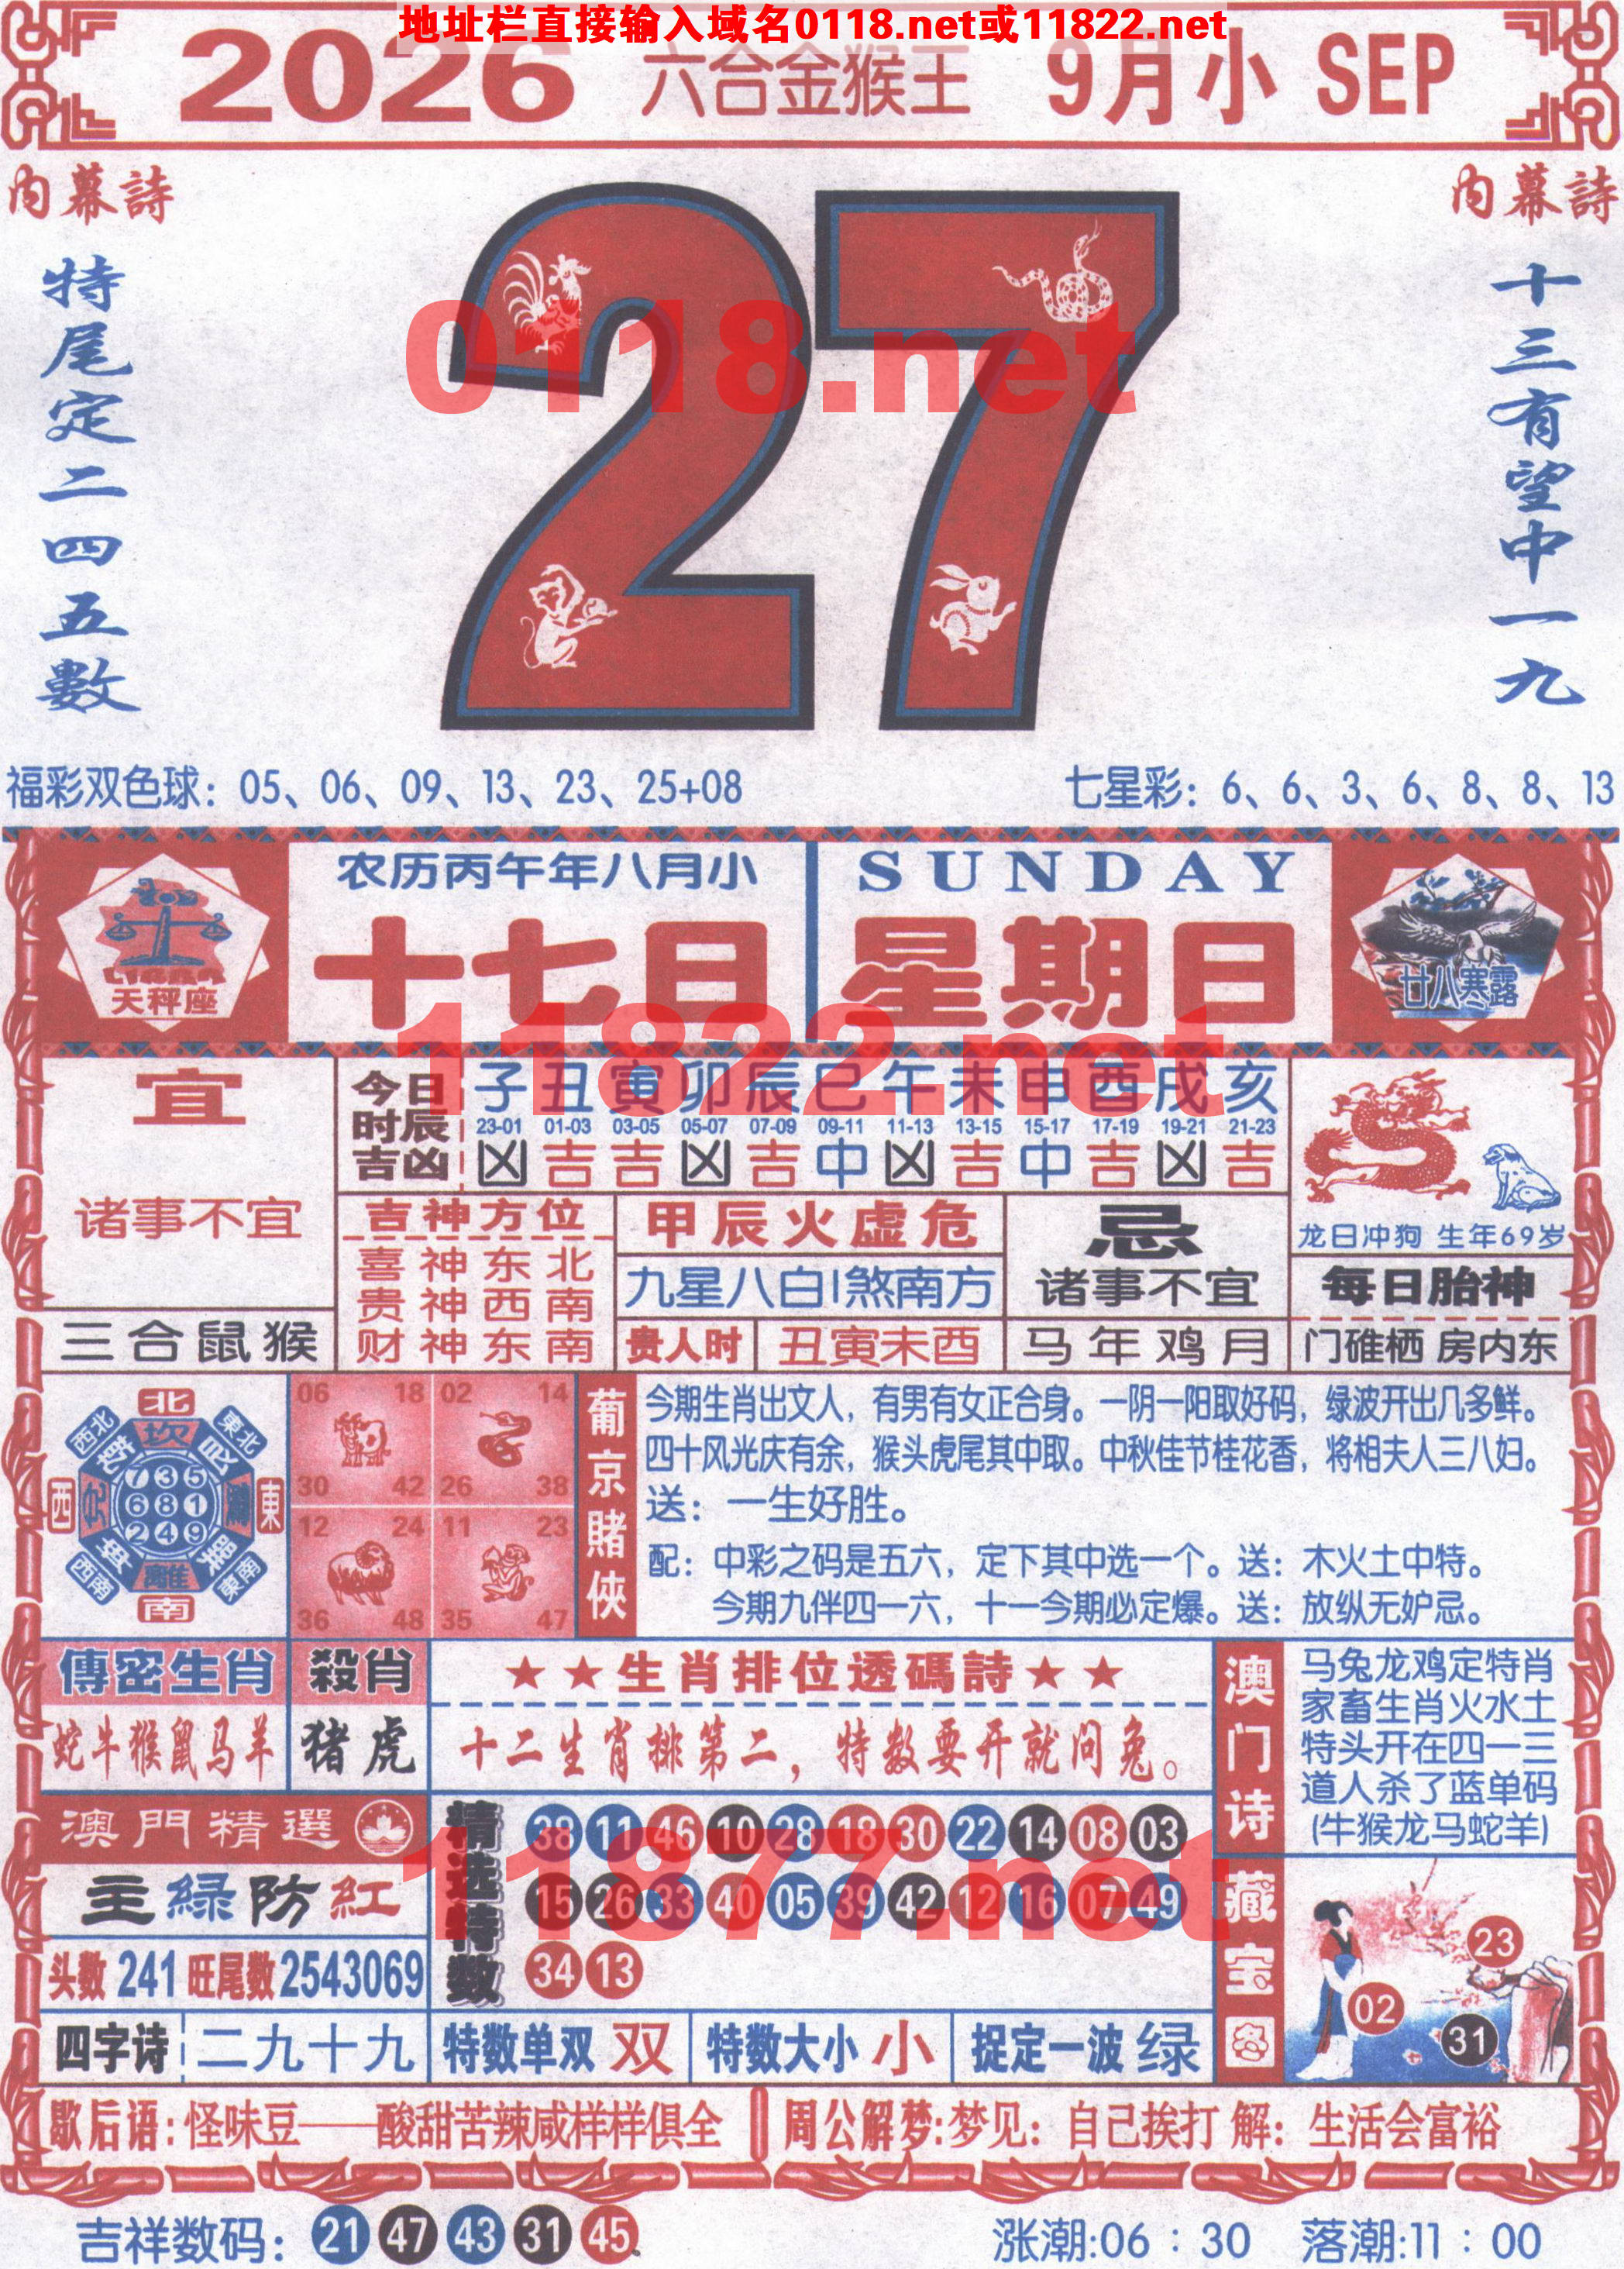 地址栏直接输入域名0118.net或11822.net
2026 六合金猴王 9月小 SEP
内幕詩
内幕詩
特尾定二四五數
27
十三有望中一九
0118.net
福彩双色球：05、06、09、13、23、25+08
七星彩：6、6、3、6、8、8、13
天秤座
农历丙午年八月小
十七日
SUNDAY
星期日
廿八寒露
11822.net
宜
诸事不宜
三合鼠猴
今日时辰吉凶
子 丑 寅 卯 辰 巳 午 未 申 酉 戌 亥
23-01 01-03 03-05 05-07 07-09 09-11 11-13 13-15 15-17 17-19 19-21 21-23
凶 吉 吉 凶 吉 中 凶 吉 中 吉 凶 吉
吉神方位
喜神东北
贵神西南
财神东南
甲辰火虚危
九星八白 煞南方
贵人时 丑寅未酉
忌
诸事不宜
马年鸡月
龙日冲狗 生年69岁
每日胎神
门碓栖 房内东
北
西北 東北
坎
西 東
735
681
249
西南 東南
離
南
06 18 02 14
30 42 26 38
12 24 11 23
36 48 35 47
葡京賭俠
今期生肖出文人，有男有女正合身。一阴一阳取好码，绿波开出几多鲜。
四十风光庆有余，猴头虎尾其中取。中秋佳节桂花香，将相夫人三八妇。
送：一生好胜。
配：中彩之码是五六，定下其中选一个。送：木火土中特。
今期九伴四一六，十一今期必定爆。送：放纵无妒忌。
傳密生肖
蛇牛猴鼠马羊
殺肖
猪虎
★★生肖排位透碼詩★★
十二生肖排第二，特数要开就问兔。
澳门诗
马兔龙鸡定特肖
家畜生肖火水土
特头开在四一三
道人杀了蓝单码
(牛猴龙马蛇羊)
澳門精選
主緑防紅
头数 241 旺尾数 2543069
精选特数
38 11 46 10 28 18 30 22 14 08 03
15 26 33 40 05 39 42 12 16 07 49
34 13
11877.net
藏宝图
23
02
31
四字诗 二九十九
特数单双 双
特数大小 小
捉定一波 绿
歇后语：怪味豆——酸甜苦辣咸样样俱全
周公解梦：梦见：自己挨打 解：生活会富裕
吉祥数码：21 47 43 31 45
涨潮:06：30 落潮:11：00